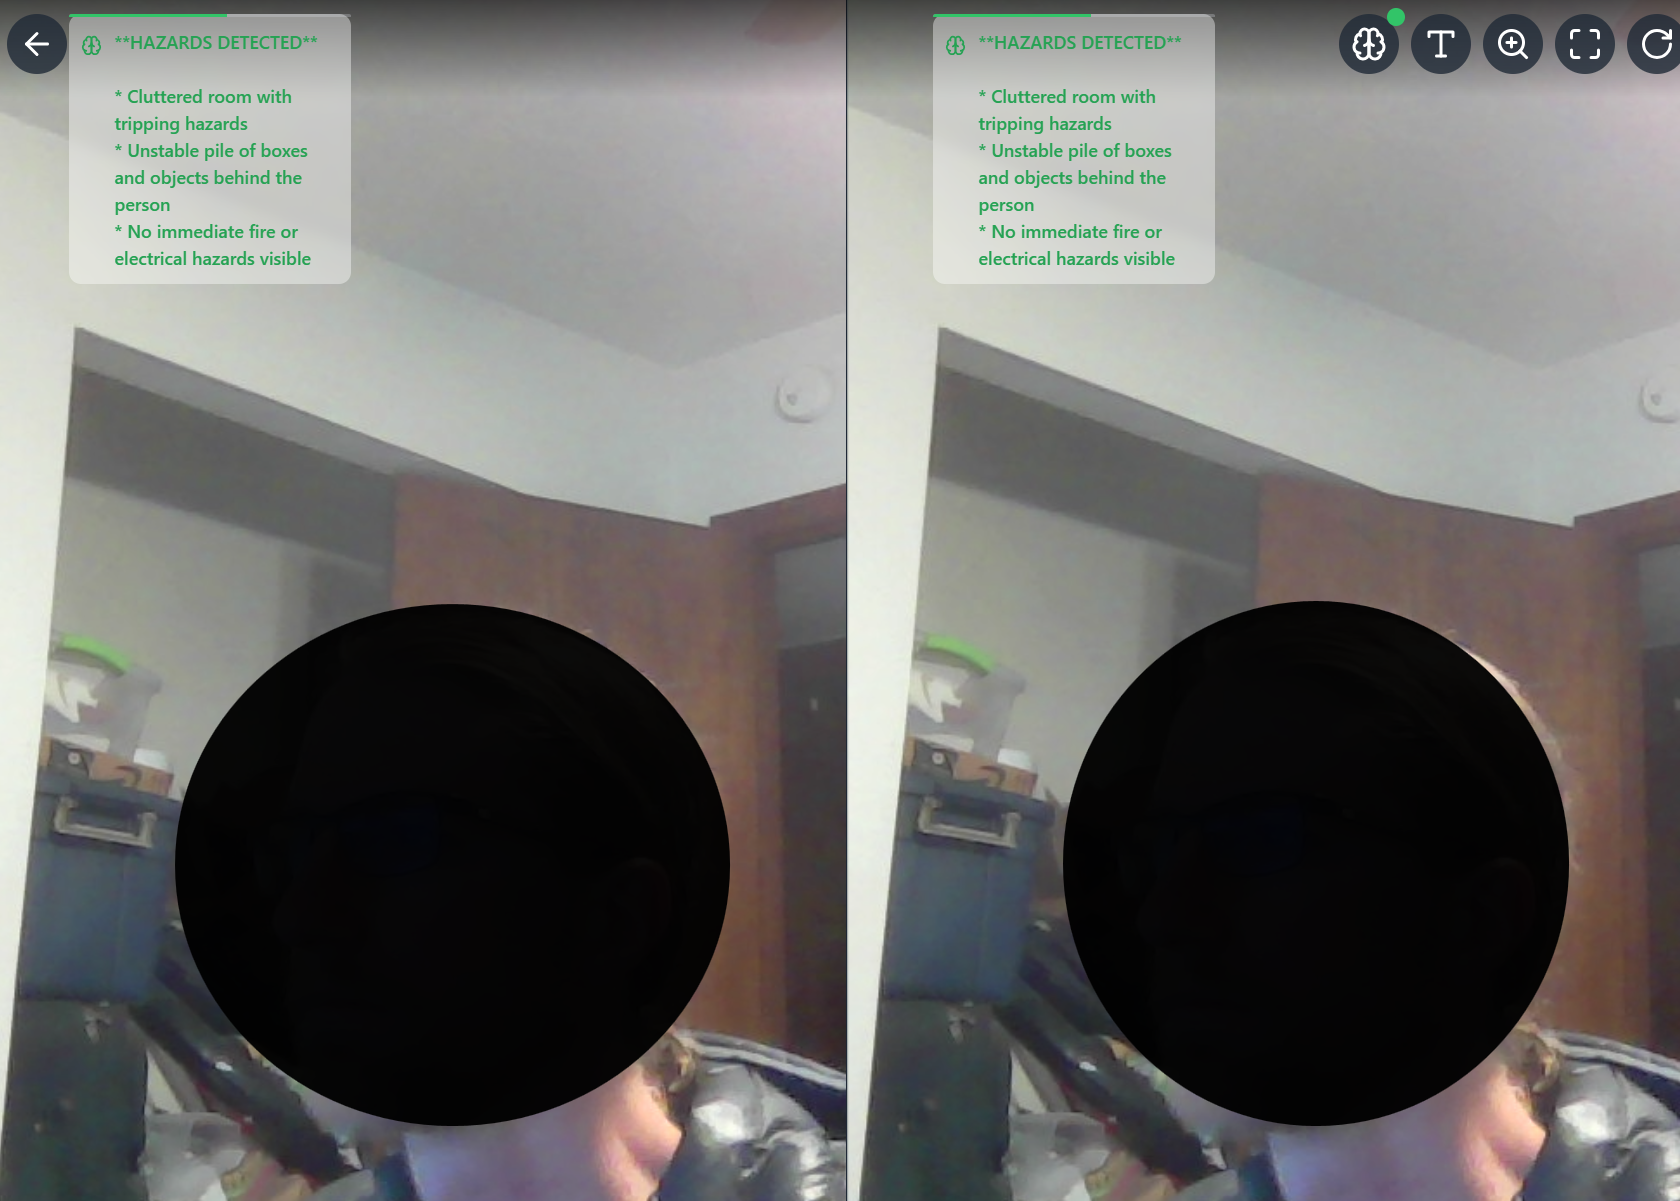 **HAZARDS DETECTED**
* Cluttered room with
tripping hazards
* Unstable pile of boxes
and objects behind the
person
* No immediate fire or
electrical hazards visible
**HAZARDS DETECTED**
* Cluttered room with
tripping hazards
* Unstable pile of boxes
and objects behind the
person
* No immediate fire or
electrical hazards visible